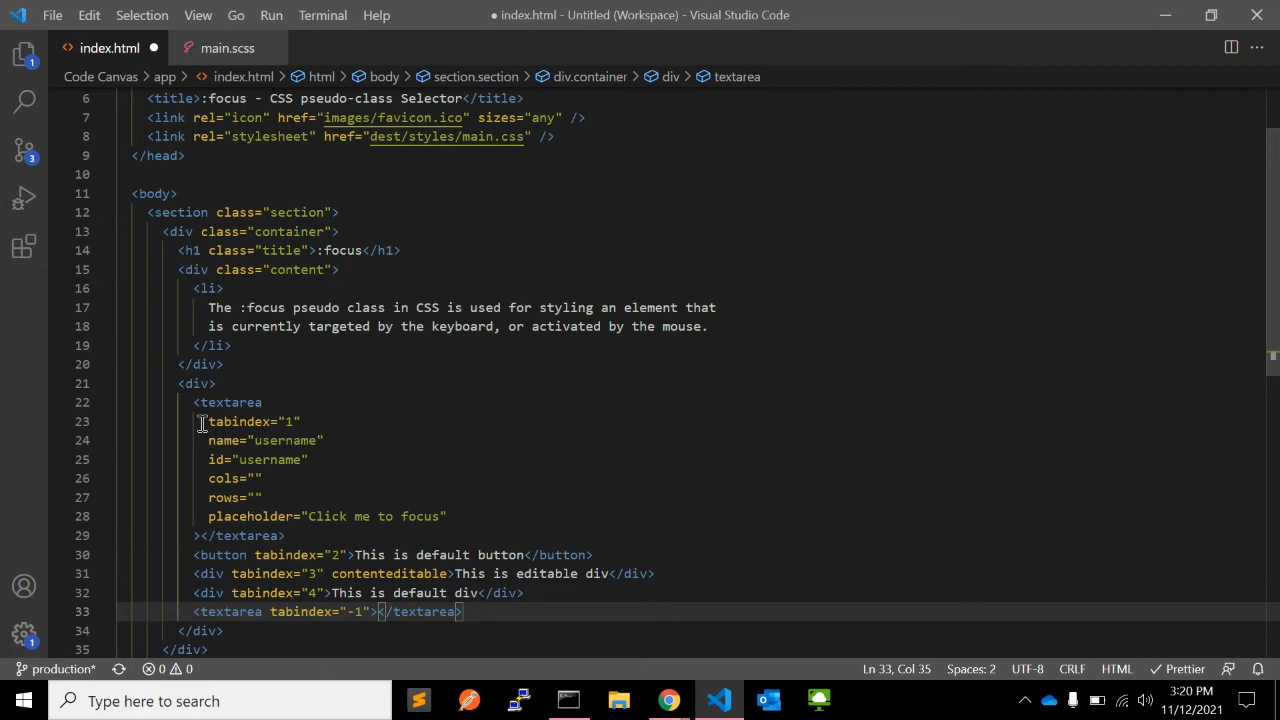 File Edit Selection View Go Run Terminal Help ● index.html - Untitled (Workspace) - Visual Studio Code
index.html ● main.scss
Code Canvas > app > index.html > html > body > section.section > div.container > div > textarea
6 <title>:focus - CSS pseudo-class Selector</title>
7 <link rel="icon" href="images/favicon.ico" sizes="any" />
8 <link rel="stylesheet" href="dest/styles/main.css" />
9 </head>
10
11 <body>
12 <section class="section">
13 <div class="container">
14 <h1 class="title">:focus</h1>
15 <div class="content">
16 <li>
17 The :focus pseudo class in CSS is used for styling an element that
18 is currently targeted by the keyboard, or activated by the mouse.
19 </li>
20 </div>
21 <div>
22 <textarea
23 tabindex="1"
24 name="username"
25 id="username"
26 cols=""
27 rows=""
28 placeholder="Click me to focus"
29 ></textarea>
30 <button tabindex="2">This is default button</button>
31 <div tabindex="3" contenteditable>This is editable div</div>
32 <div tabindex="4">This is default div</div>
33 <textarea tabindex="-1"></textarea>
34 </div>
35 </div>
1
3
1
production* 0 0 Ln 33, Col 35 Spaces: 2 UTF-8 CRLF HTML Prettier
Type here to search
3:20 PM
11/12/2021